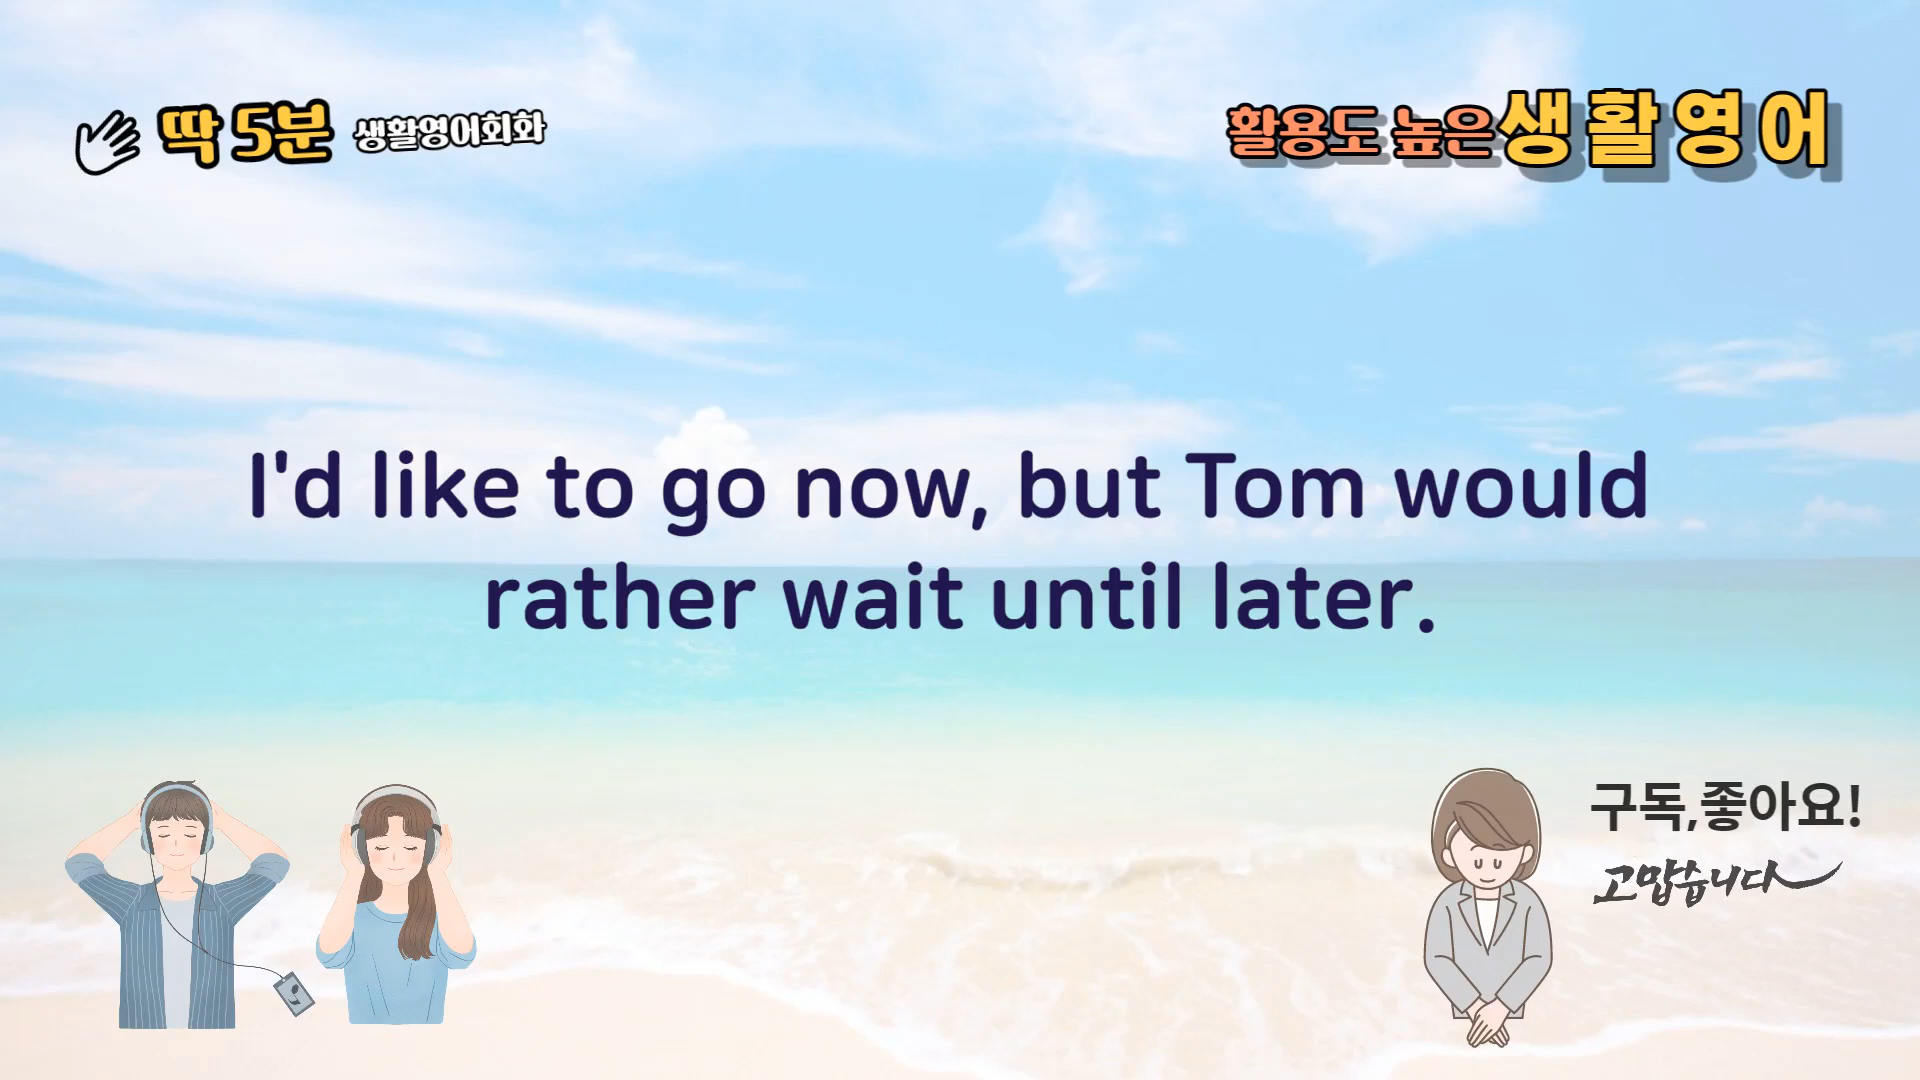 딱 5분 생활영어회화
활용도 높은 생활영어
I'd like to go now, but Tom would
rather wait until later.
구독,좋아요!
고맙습니다